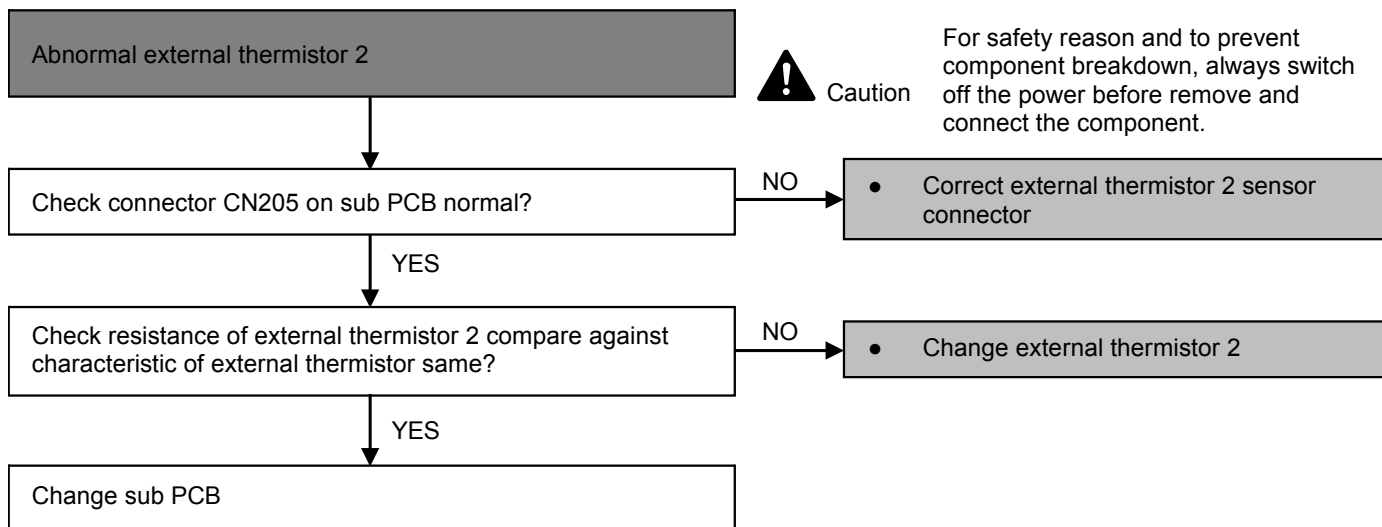 Abnormal external thermistor 2
Caution
For safety reason and to prevent
component breakdown, always switch
off the power before remove and
connect the component.
Check connector CN205 on sub PCB normal?
NO
● Correct external thermistor 2 sensor
connector
YES
Check resistance of external thermistor 2 compare against
characteristic of external thermistor same?
NO
● Change external thermistor 2
YES
Change sub PCB